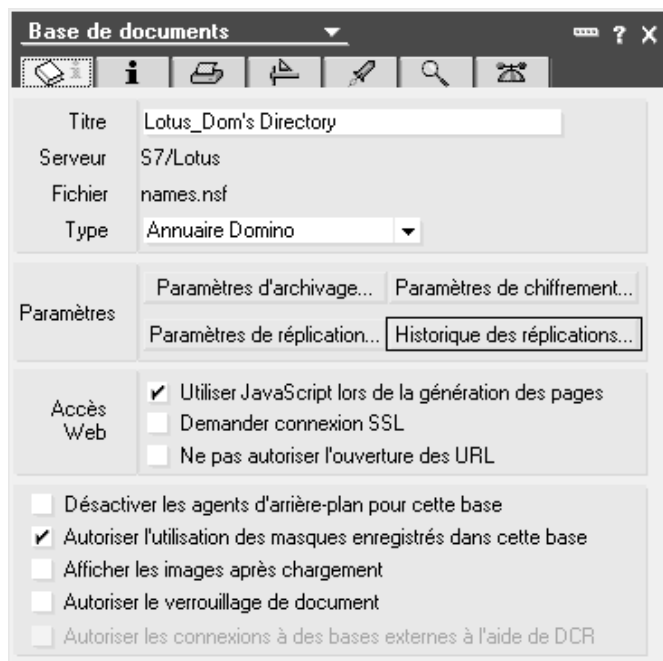 Base de documents
Titre Lotus_Dom's Directory
Serveur S7/Lotus
Fichier names.nsf
Type Annuaire Domino
Paramètres
Paramètres d'archivage... Paramètres de chiffrement...
Paramètres de réplication... Historique des réplications...
Accès Web
Utiliser JavaScript lors de la génération des pages
Demander connexion SSL
Ne pas autoriser l'ouverture des URL
Désactiver les agents d'arrière-plan pour cette base
Autoriser l'utilisation des masques enregistrés dans cette base
Afficher les images après chargement
Autoriser le verrouillage de document
Autoriser les connexions à des bases externes à l'aide de DCR